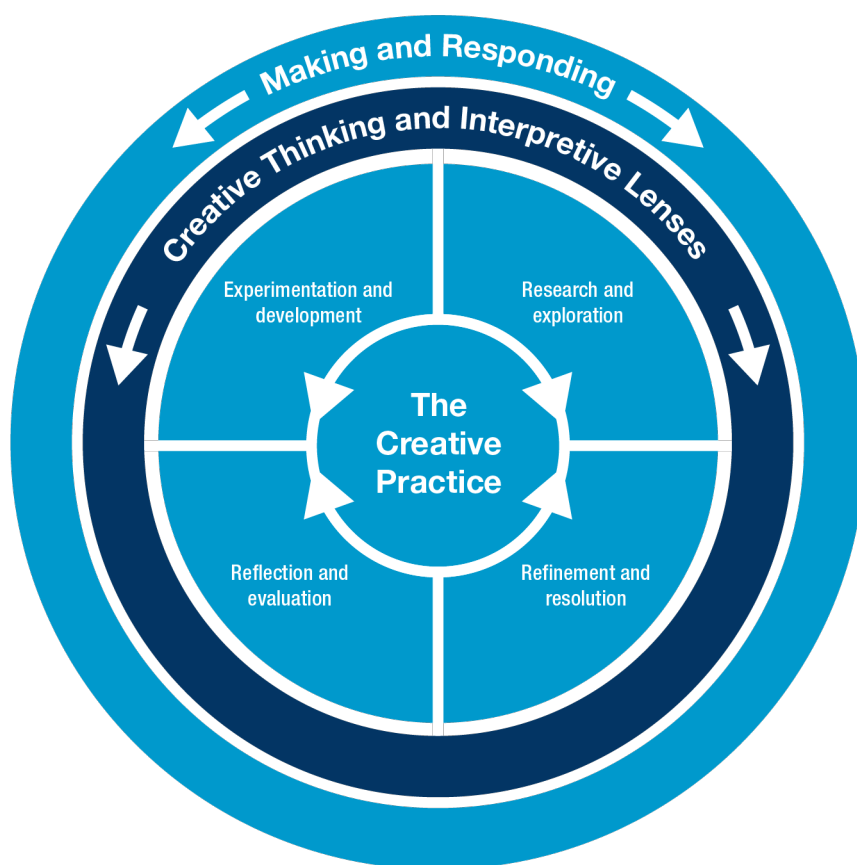 Making and Responding
Creative Thinking and Interpretive Lenses
Experimentation and
development
Research and
exploration
The
Creative
Practice
Reflection and
evaluation
Refinement and
resolution